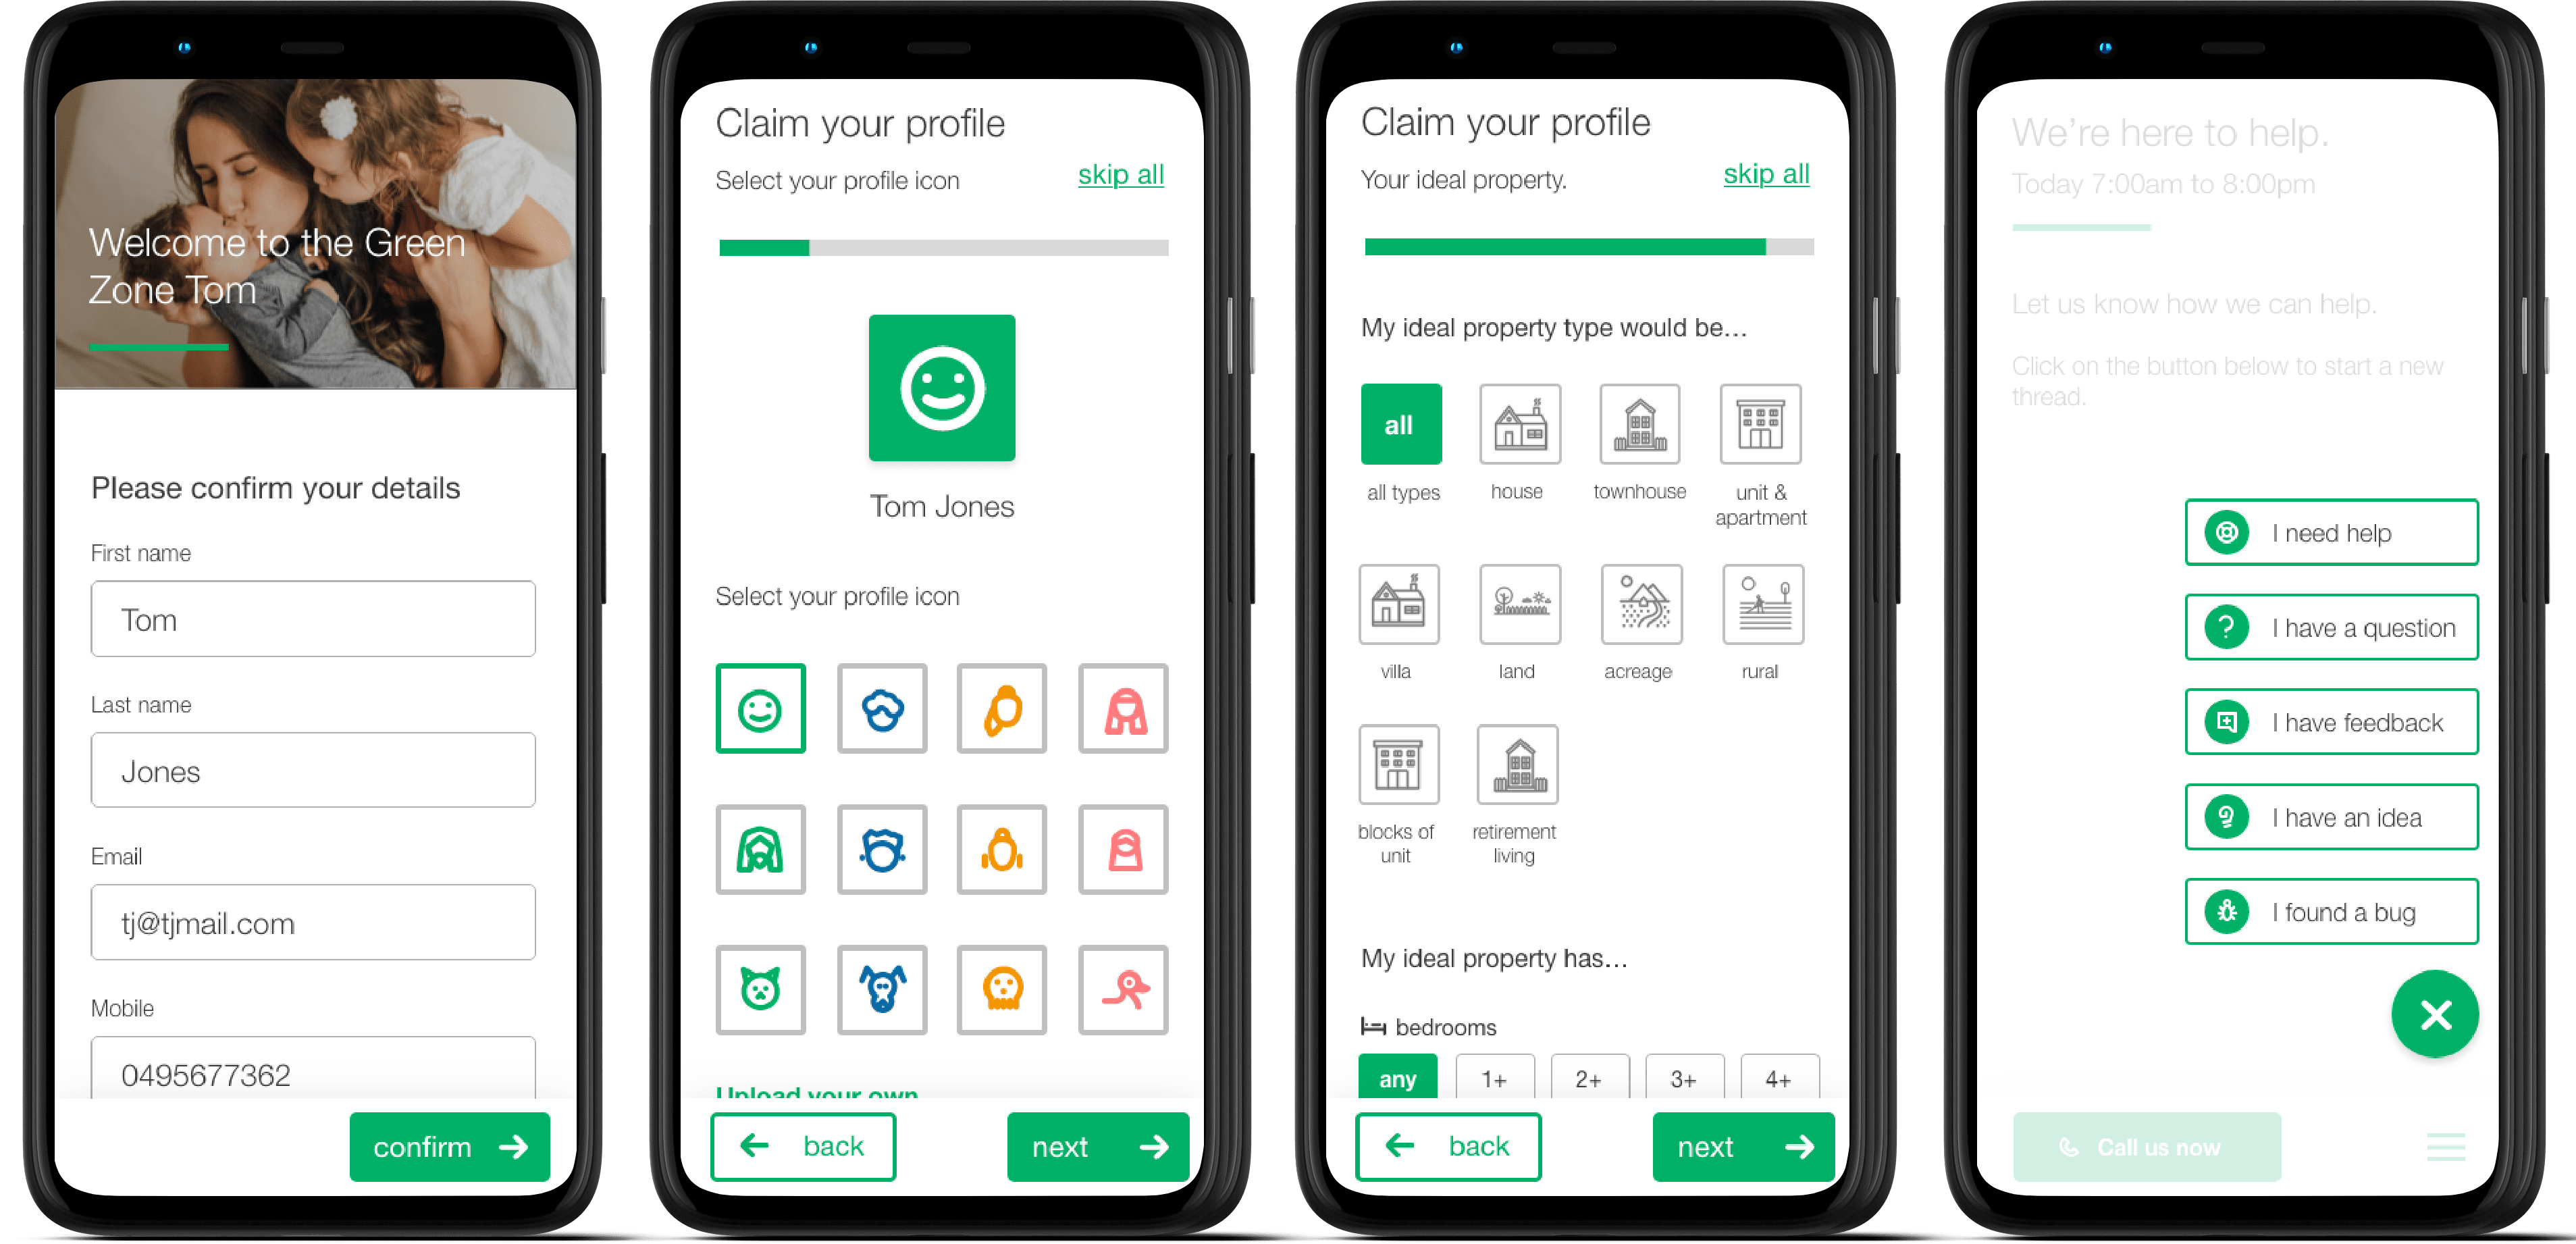 Welcome to the Green
Zone Tom
Please confirm your details
First name
Tom
Last name
Jones
Email
tj@tjmail.com
Mobile
0495677362
confirm
Claim your profile
Select your profile icon
skip all
Tom Jones
Select your profile icon
Upload your own
back
next
Claim your profile
Your ideal property.
skip all
My ideal property type would be...
all
all types
house
townhouse
unit &
apartment
villa
land
acreage
rural
blocks of
unit
retirement
living
My ideal property has...
bedrooms
any
1+
2+
3+
4+
back
next
We're here to help.
Today 7:00am to 8:00pm
Let us know how we can help.
Click on the button below to start a new
thread.
I need help
I have a question
I have feedback
I have an idea
I found a bug
Call us now